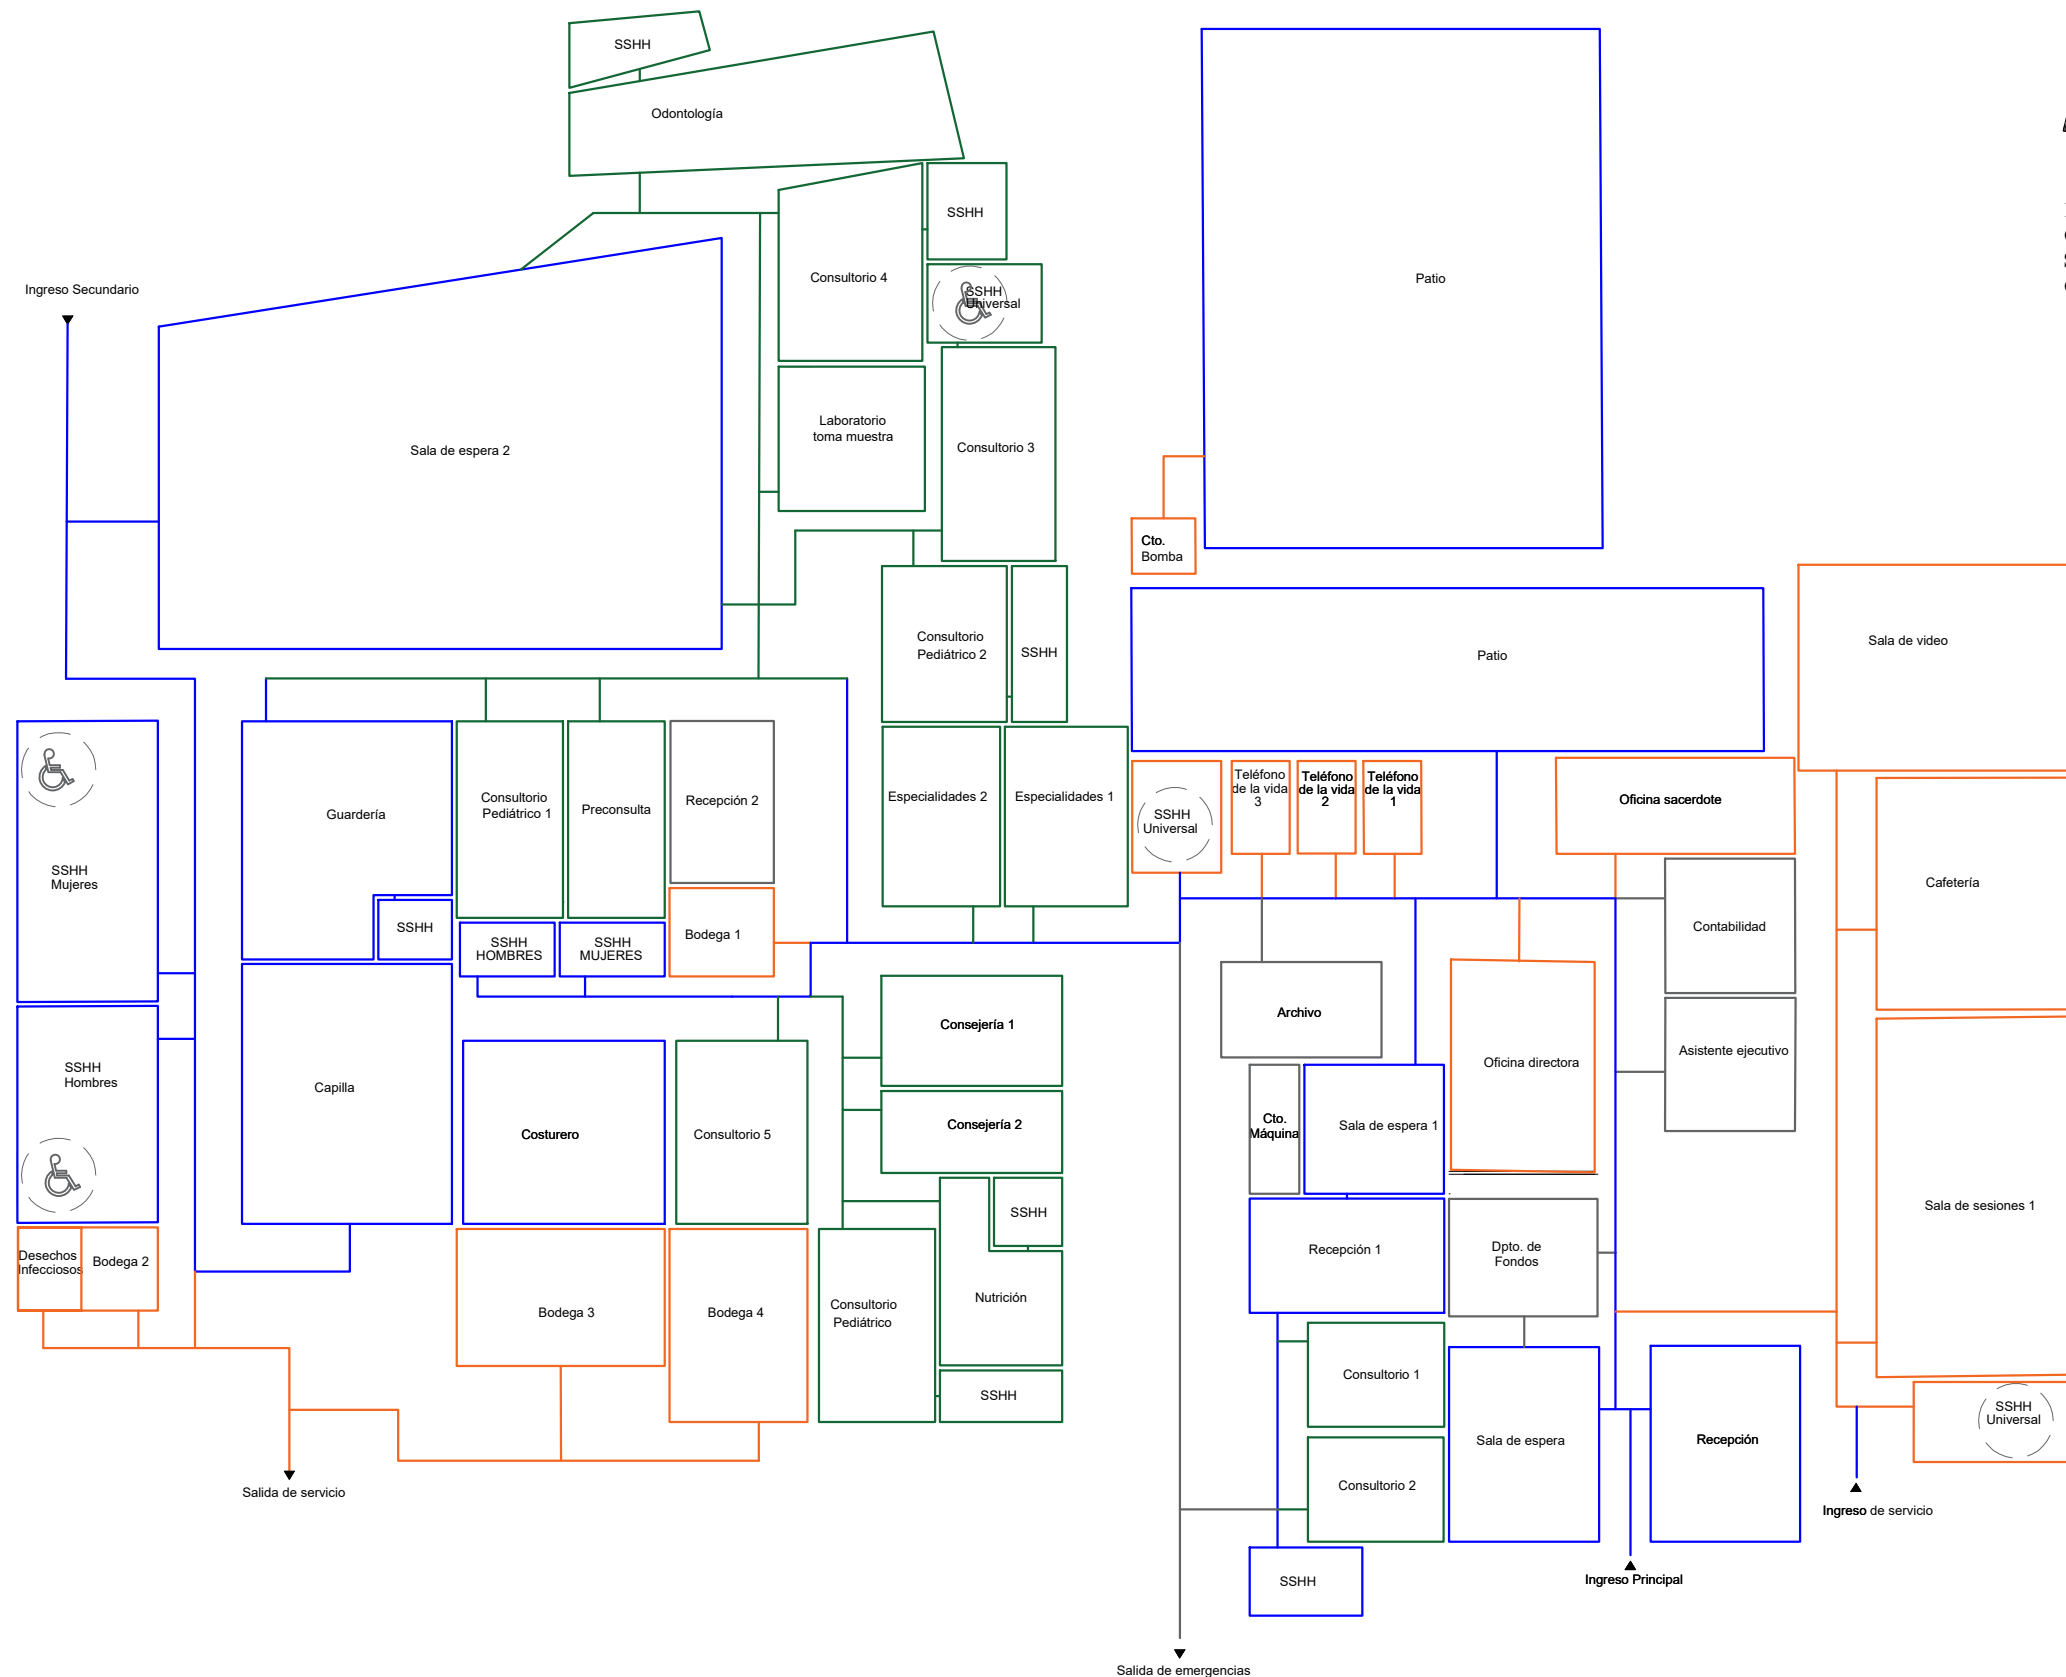 SSHH
Odontología
SSHH
Consultorio 4
Patio
Ingreso Secundario
SSHH
Universal
Laboratorio
toma muestra
Sala de espera 2
Consultorio 3
Cto.
Bomba
Consultorio
Pediátrico 2
SSHH
Patio
Sala de video
Guardería
Consultorio
Pediátrico 1
Preconsulta
Recepción 2
Especialidades 2
Especialidades 1
SSHH
Universal
Teléfono
de la vida
3
Teléfono
de la vida
2
Teléfono
de la vida
1
Oficina sacerdote
SSHH
Mujeres
Cafetería
SSHH
SSHH
HOMBRES
SSHH
MUJERES
Bodega 1
Contabilidad
Archivo
Consejería 1
SSHH
Hombres
Capilla
Costurero
Consultorio 5
Consejería 2
Cto.
Máquina
Sala de espera 1
Oficina directora
Asistente ejecutivo
SSHH
Sala de sesiones 1
Desechos
Infecciosos
Bodega 2
Recepción 1
Dpto. de
Fondos
Bodega 3
Bodega 4
Consultorio
Pediátrico
Nutrición
SSHH
Consultorio 1
SSHH
Universal
Sala de espera
Recepción
Salida de servicio
Consultorio 2
Ingreso de servicio
SSHH
Ingreso Principal
Salida de emergencias